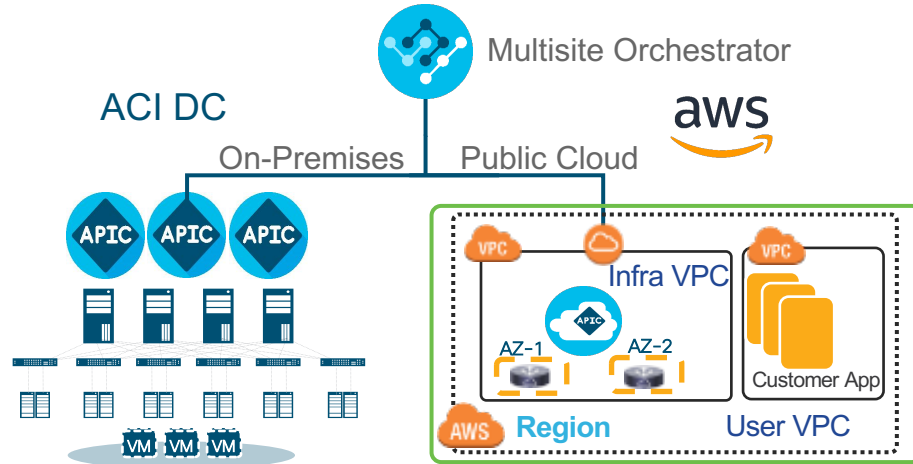 Multisite Orchestrator
ACI DC
aws
On-Premises
Public Cloud
APIC
APIC
APIC
VPC
VPC
Infra VPC
APIC
AZ-1
AZ-2
Customer App
VM
VM
VM
AWS
Region
User VPC